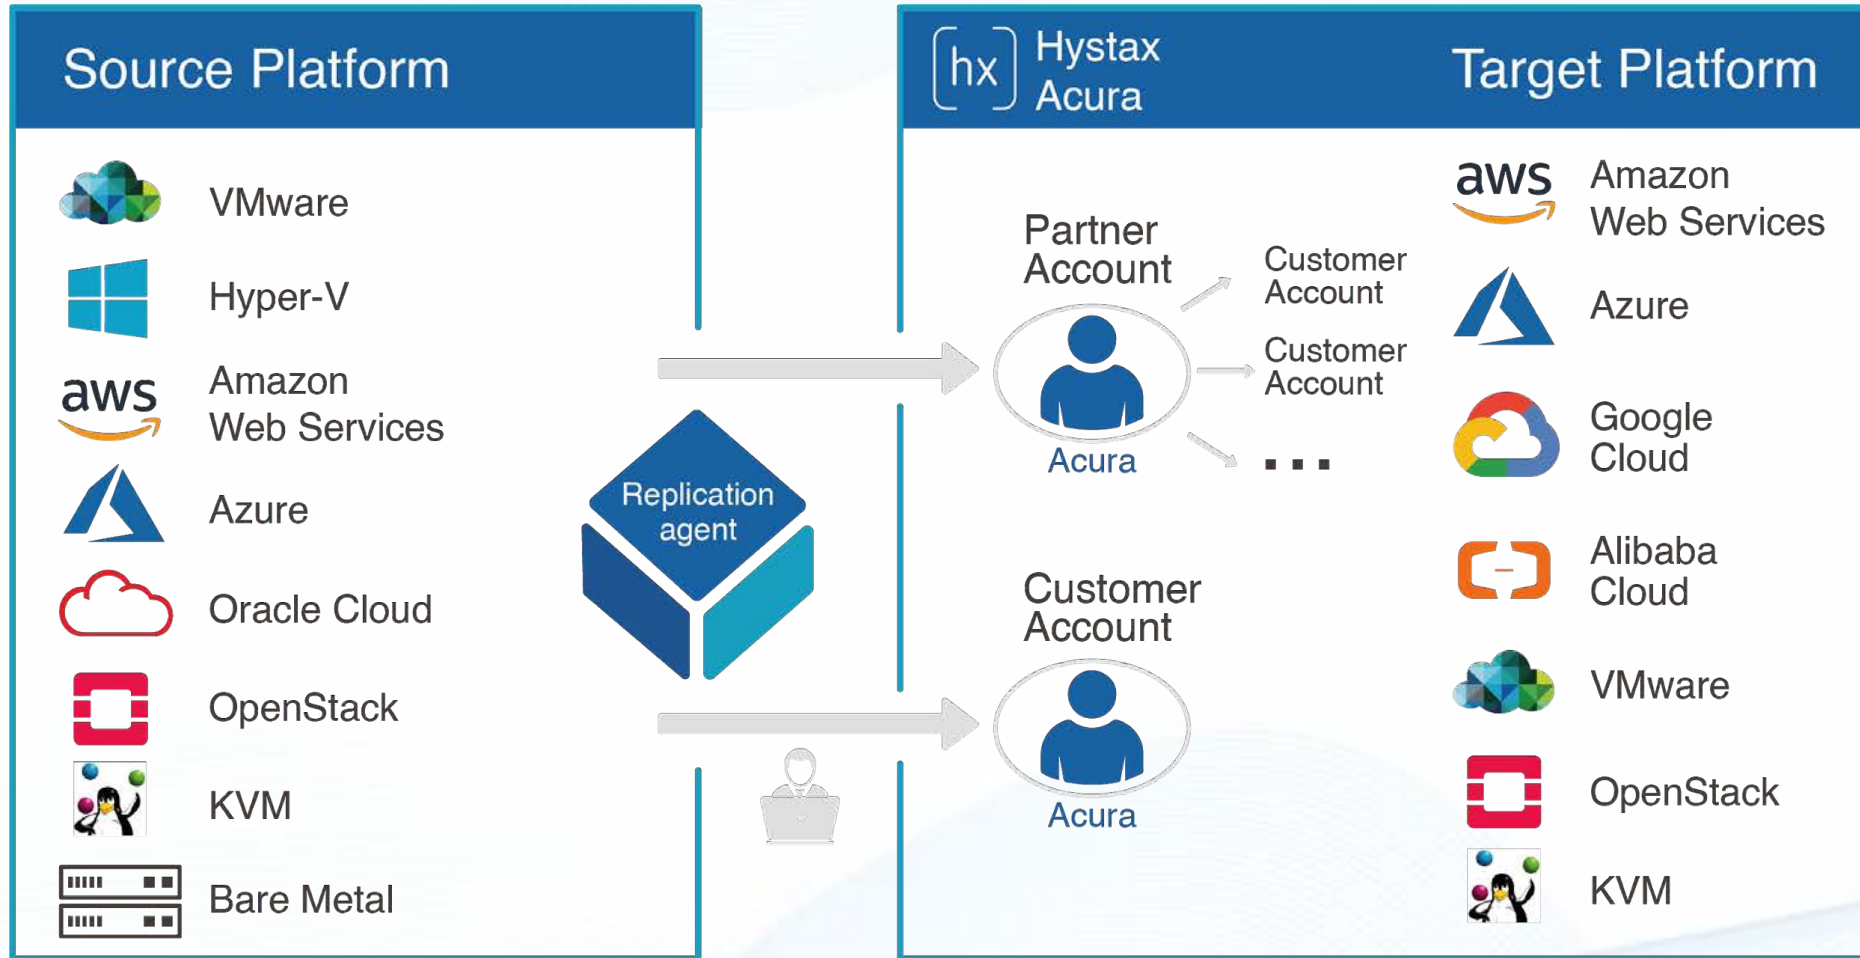 Source Platform
VMware
Hyper-V
aws
Amazon
Web Services
Azure
Oracle Cloud
OpenStack
KVM
Bare Metal
Replication
agent
hx
Hystax
Acura
Target Platform
Partner
Account
Acura
Customer
Account
Customer
Account
...
Customer
Account
Acura
aws
Amazon
Web Services
Azure
Google
Cloud
Alibaba
Cloud
VMware
OpenStack
KVM